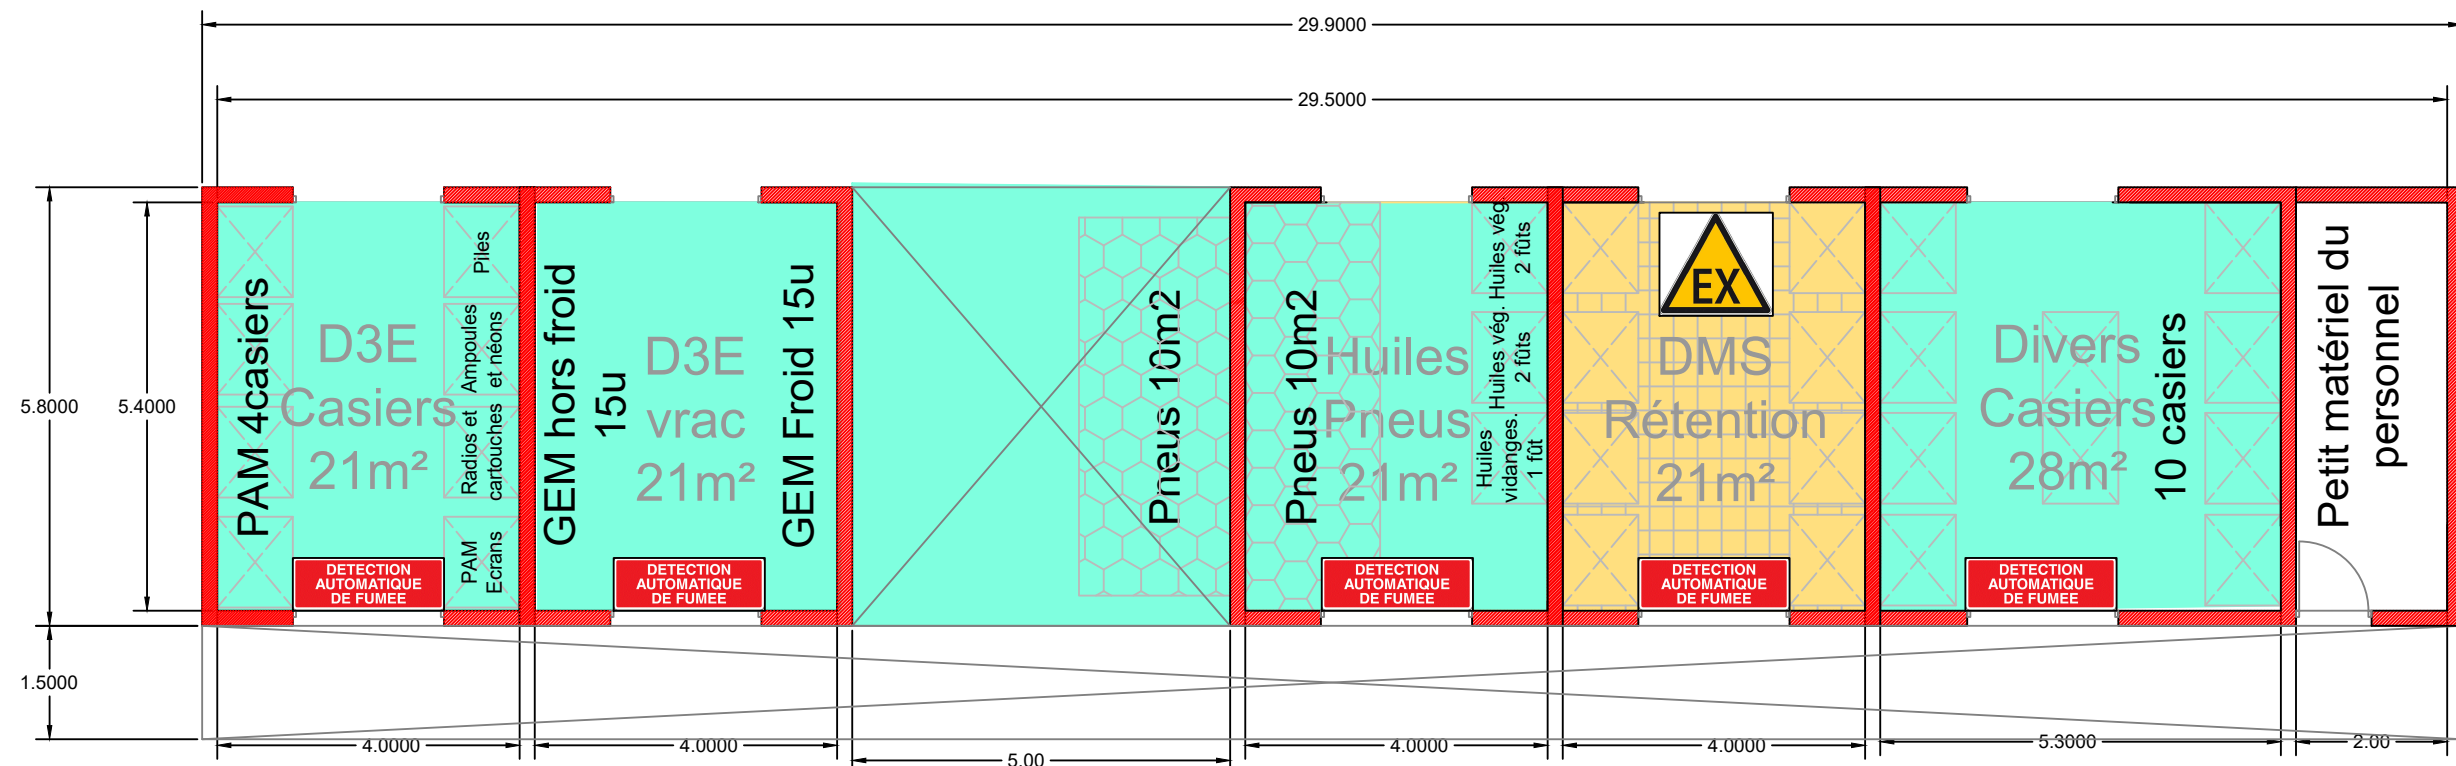 29.9000
29.5000
5.8000
5.4000
1.5000
PAM 4casiers
D3E
Casiers
21m²
Piles
Ampoules
et néons
Radios et
cartouches
PAM
Ecrans
DETECTION
AUTOMATIQUE
DE FUMEE
GEM hors froid
15u
D3E
vrac
21m²
GEM Froid 15u
DETECTION
AUTOMATIQUE
DE FUMEE
Pneus 10m2
Pneus 10m2
Huiles
Pneus
21m²
Huiles vég.
2 fûts
Huiles vég.
2 fûts
Huiles
vidanges.
1 fût
DETECTION
AUTOMATIQUE
DE FUMEE
EX
DMS
Rétention
21m²
DETECTION
AUTOMATIQUE
DE FUMEE
Divers
Casiers
28m²
10 casiers
DETECTION
AUTOMATIQUE
DE FUMEE
Petit matériel du
personnel
4.0000
4.0000
5.00
4.0000
4.0000
5.3000
2.00